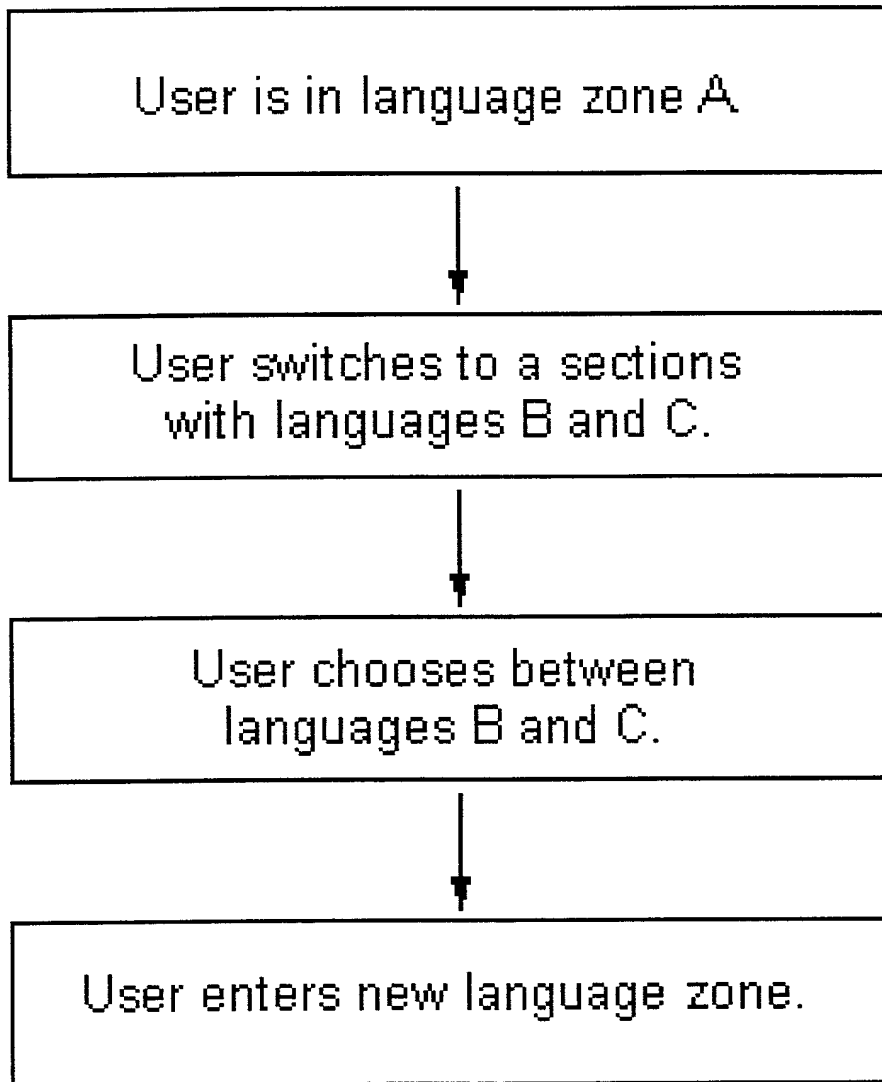 User is in language zone A
User switches to a sections
with languages B and C.
User chooses between
languages B and C.
User enters new language zone.